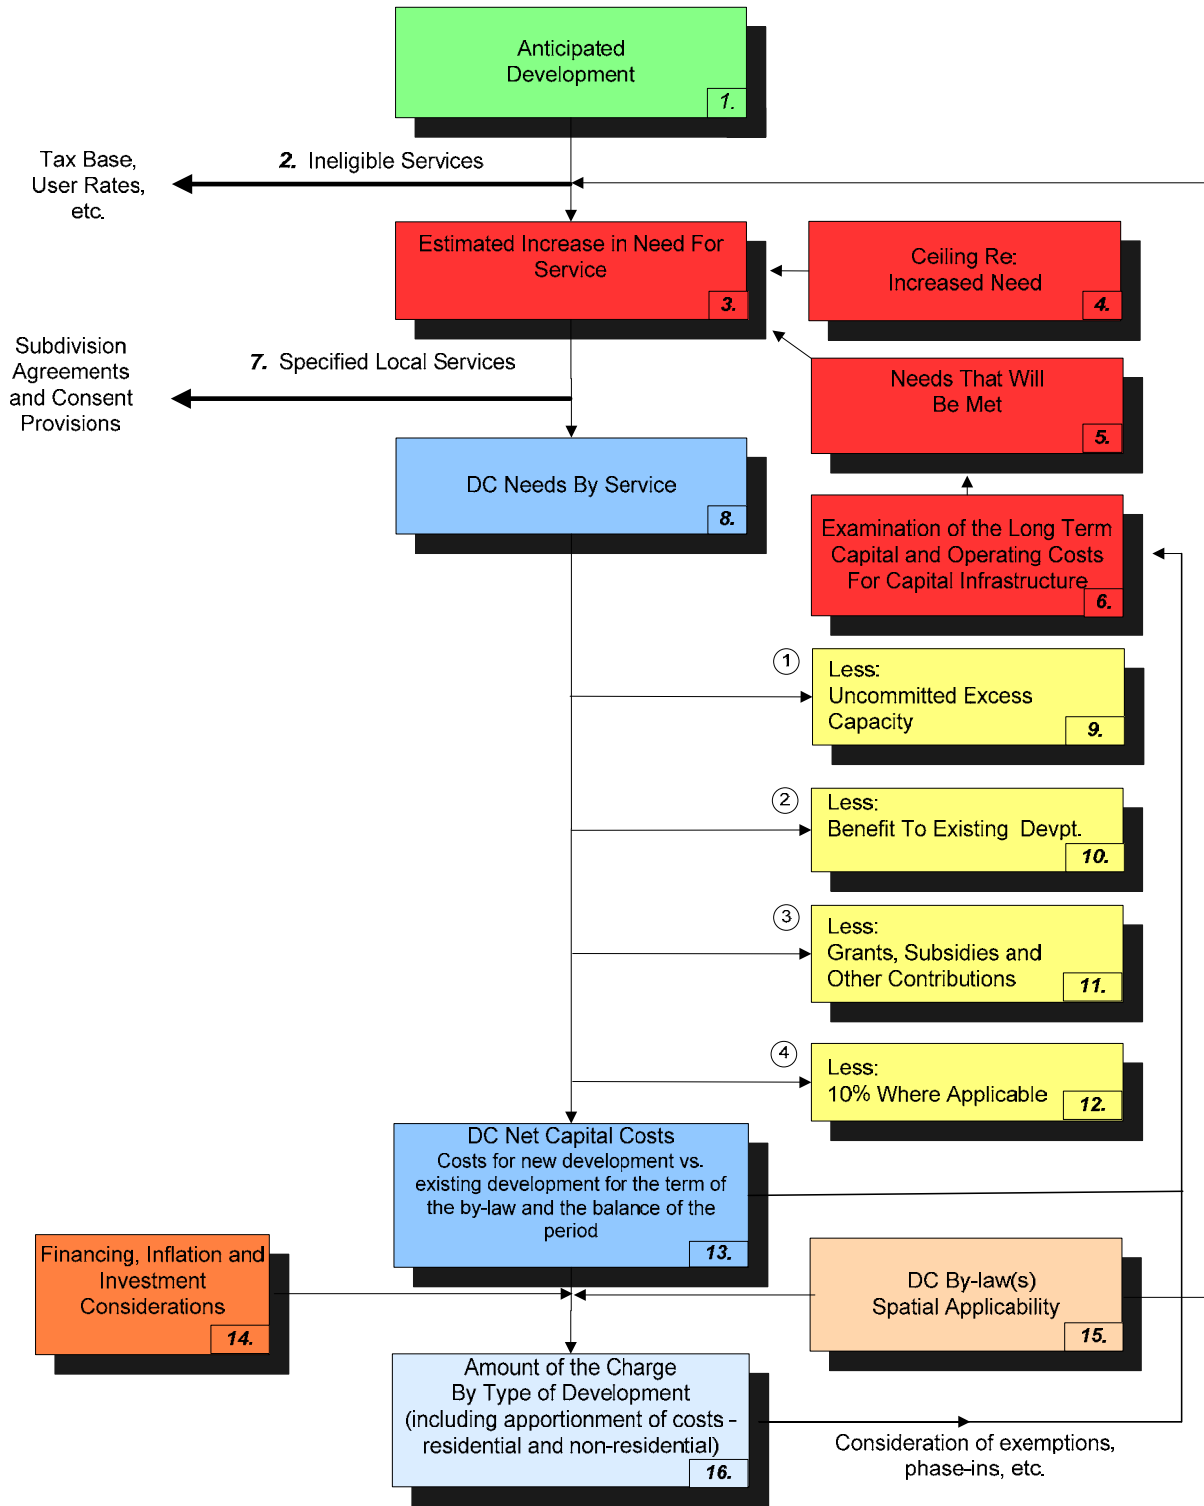 Anticipated
Development
1.
Tax Base,
User Rates,
etc.
2. Ineligible Services
Estimated Increase in Need For
Service
3.
Ceiling Re:
Increased Need
4.
Subdivision
Agreements
and Consent
Provisions
7. Specified Local Services
Needs That Will
Be Met
5.
DC Needs By Service
8.
Examination of the Long Term
Capital and Operating Costs
For Capital Infrastructure
6.
1
Less:
Uncommitted Excess
Capacity
9.
2
Less:
Benefit To Existing Devpt.
10.
3
Less:
Grants, Subsidies and
Other Contributions
11.
4
Less:
10% Where Applicable
12.
DC Net Capital Costs
Costs for new development vs.
existing development for the term of
the by-law and the balance of the
period
13.
Financing, Inflation and
Investment
Considerations
14.
DC By-law(s)
Spatial Applicability
15.
Amount of the Charge
By Type of Development
(including apportionment of costs -
residential and non-residential)
16.
Consideration of exemptions,
phase-ins, etc.